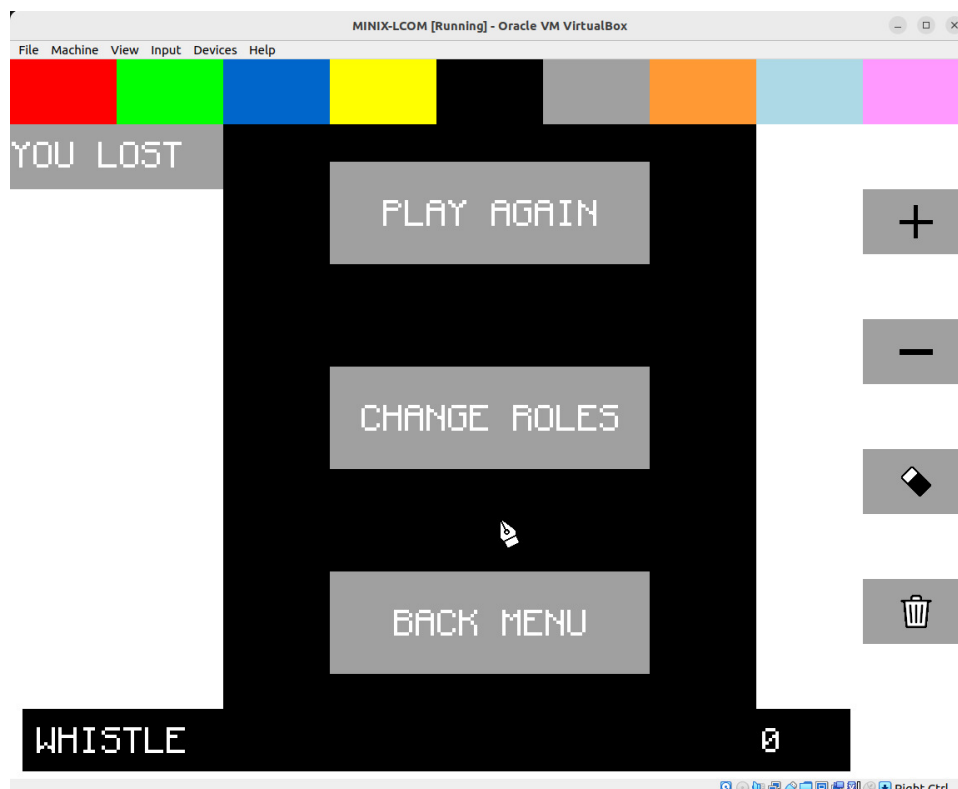 MINIX-LCOM [Running] - Oracle VM VirtualBox
File Machine View Input Devices Help
YOU LOST
PLAY AGAIN
CHANGE ROLES
BACK MENU
WHISTLE 0
Right Ctrl